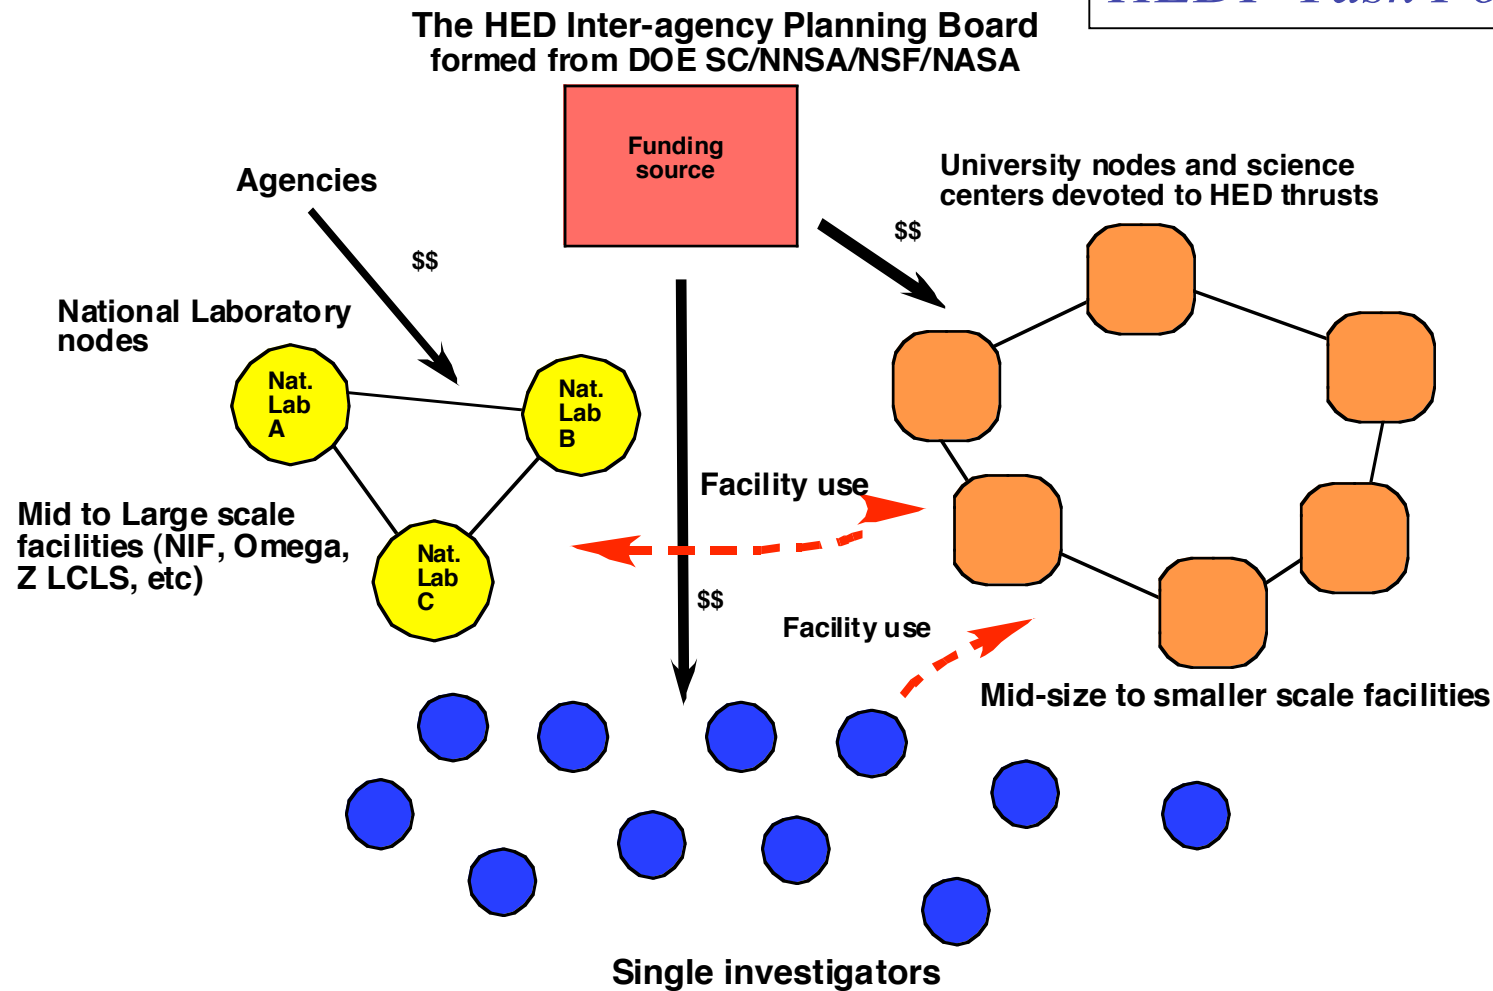 The HED Inter-agency Planning Board
formed from DOE SC/NNSA/NSF/NASA
Funding
source
Agencies
$$
$$
University nodes and science
centers devoted to HED thrusts
National Laboratory
nodes
Nat.
Lab
A
Nat.
Lab
B
Nat.
Lab
C
Mid to Large scale
facilities (NIF, Omega,
Z LCLS, etc)
Facility use
$$
Facility use
Mid-size to smaller scale facilities
Single investigators